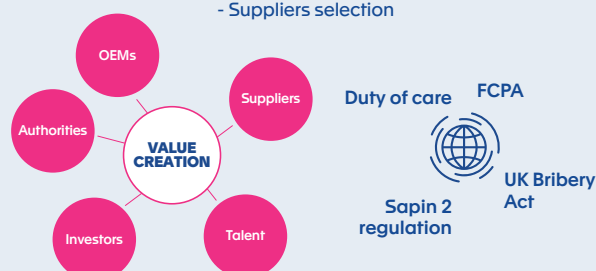 - Suppliers selection
OEMs
Suppliers
Authorities
VALUE
CREATION
Investors
Talent
Duty of care
FCPA
UK Bribery
Act
Sapin 2
regulation